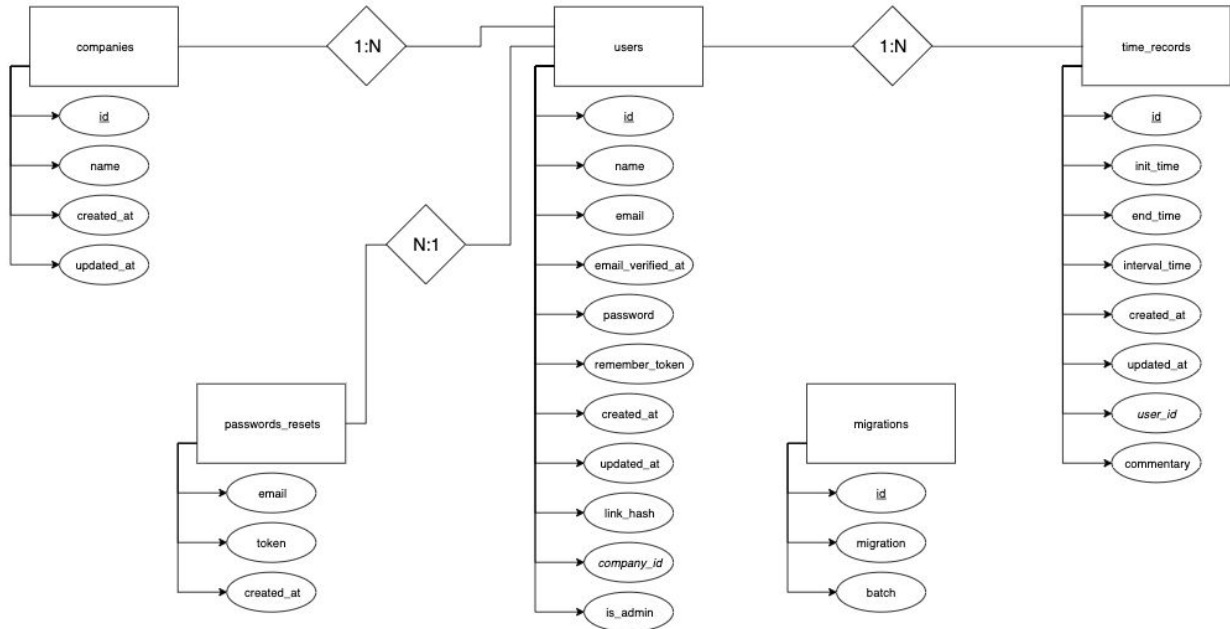 companies
1:N
users
1:N
time_records
id
name
created_at
updated_at
id
name
email
email_verified_at
password
remember_token
created_at
updated_at
link_hash
company_id
is_admin
id
init_time
end_time
interval_time
created_at
updated_at
user_id
commentary
N:1
passwords_resets
email
token
created_at
migrations
id
migration
batch